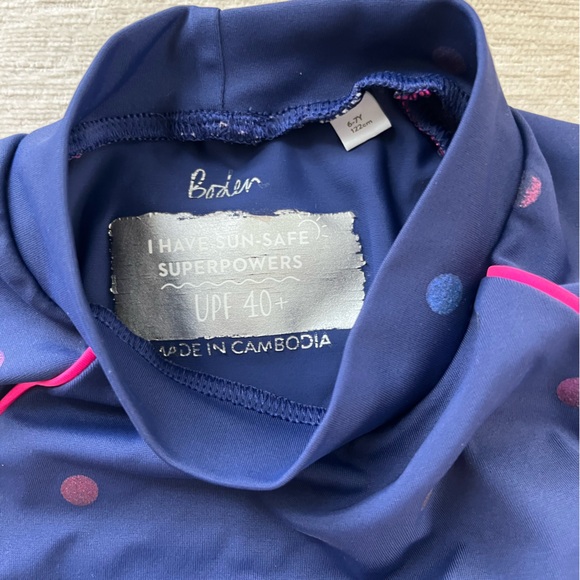 6-7Y
122cm
Boden
I HAVE SUN-SAFE
SUPERPOWERS
UPF 40+
MADE IN CAMBODIA